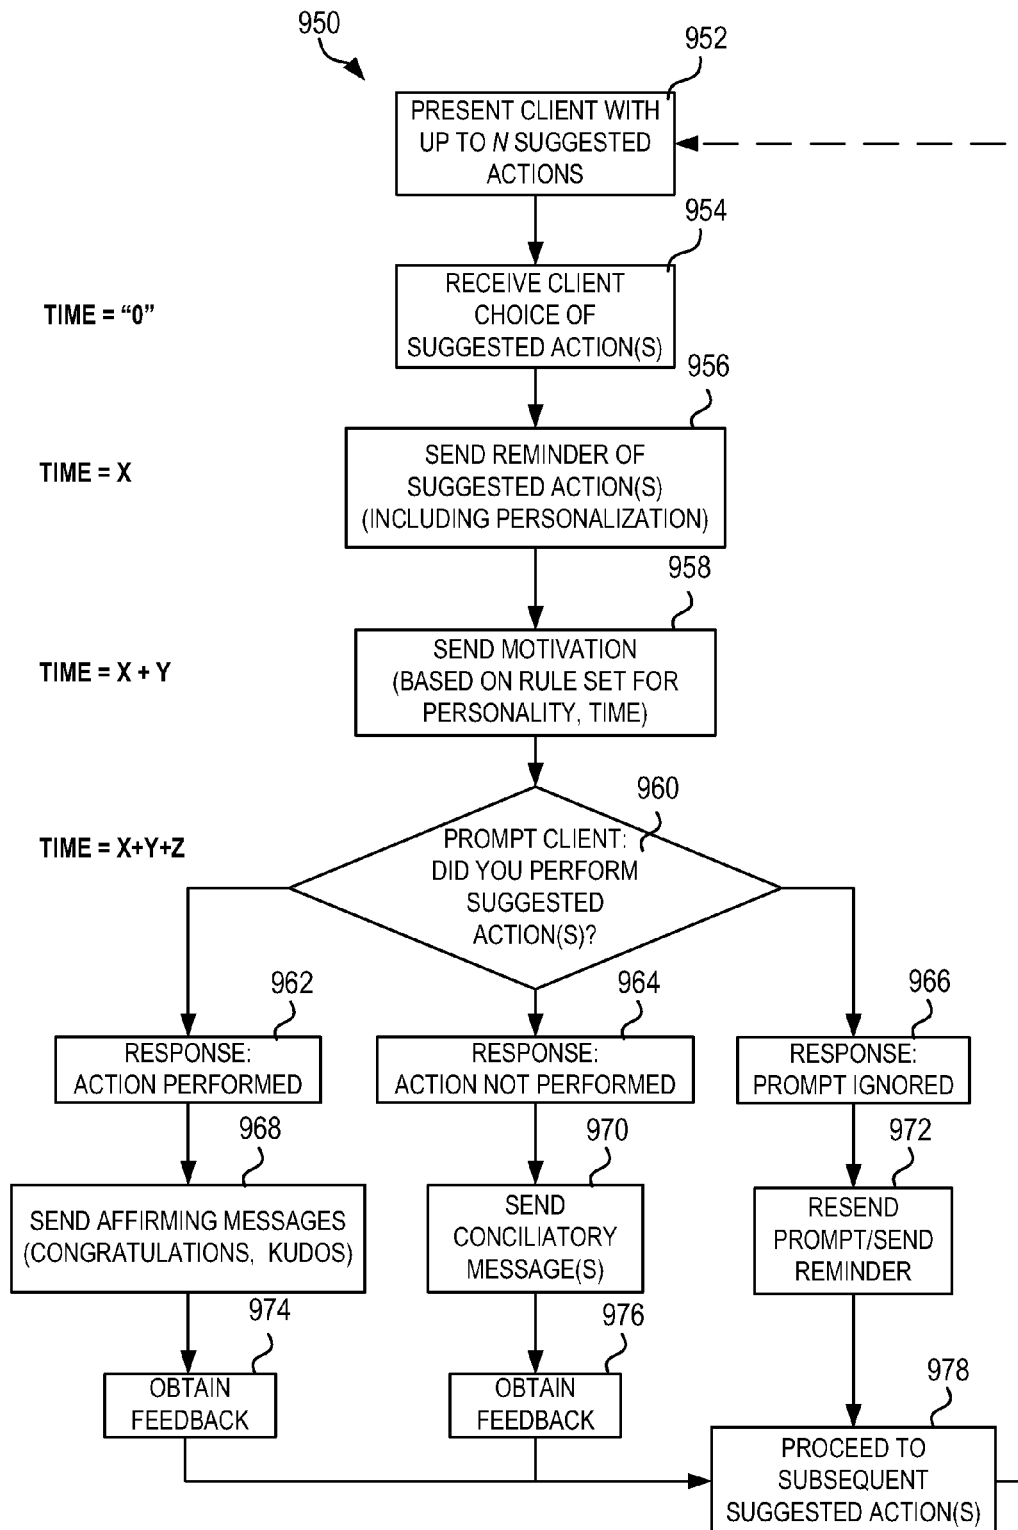 950
952
PRESENT CLIENT WITH
UP TO N SUGGESTED
ACTIONS
954
TIME = “0”
RECEIVE CLIENT
CHOICE OF
SUGGESTED ACTION(S)
956
TIME = X
SEND REMINDER OF
SUGGESTED ACTION(S)
(INCLUDING PERSONALIZATION)
958
TIME = X + Y
SEND MOTIVATION
(BASED ON RULE SET FOR
PERSONALITY, TIME)
960
TIME = X+Y+Z
PROMPT CLIENT:
DID YOU PERFORM
SUGGESTED
ACTION(S)?
962
RESPONSE:
ACTION PERFORMED
964
RESPONSE:
ACTION NOT PERFORMED
966
RESPONSE:
PROMPT IGNORED
968
SEND AFFIRMING MESSAGES
(CONGRATULATIONS, KUDOS)
970
SEND
CONCILIATORY
MESSAGE(S)
972
RESEND
PROMPT/SEND
REMINDER
974
OBTAIN
FEEDBACK
976
OBTAIN
FEEDBACK
978
PROCEED TO
SUBSEQUENT
SUGGESTED ACTION(S)